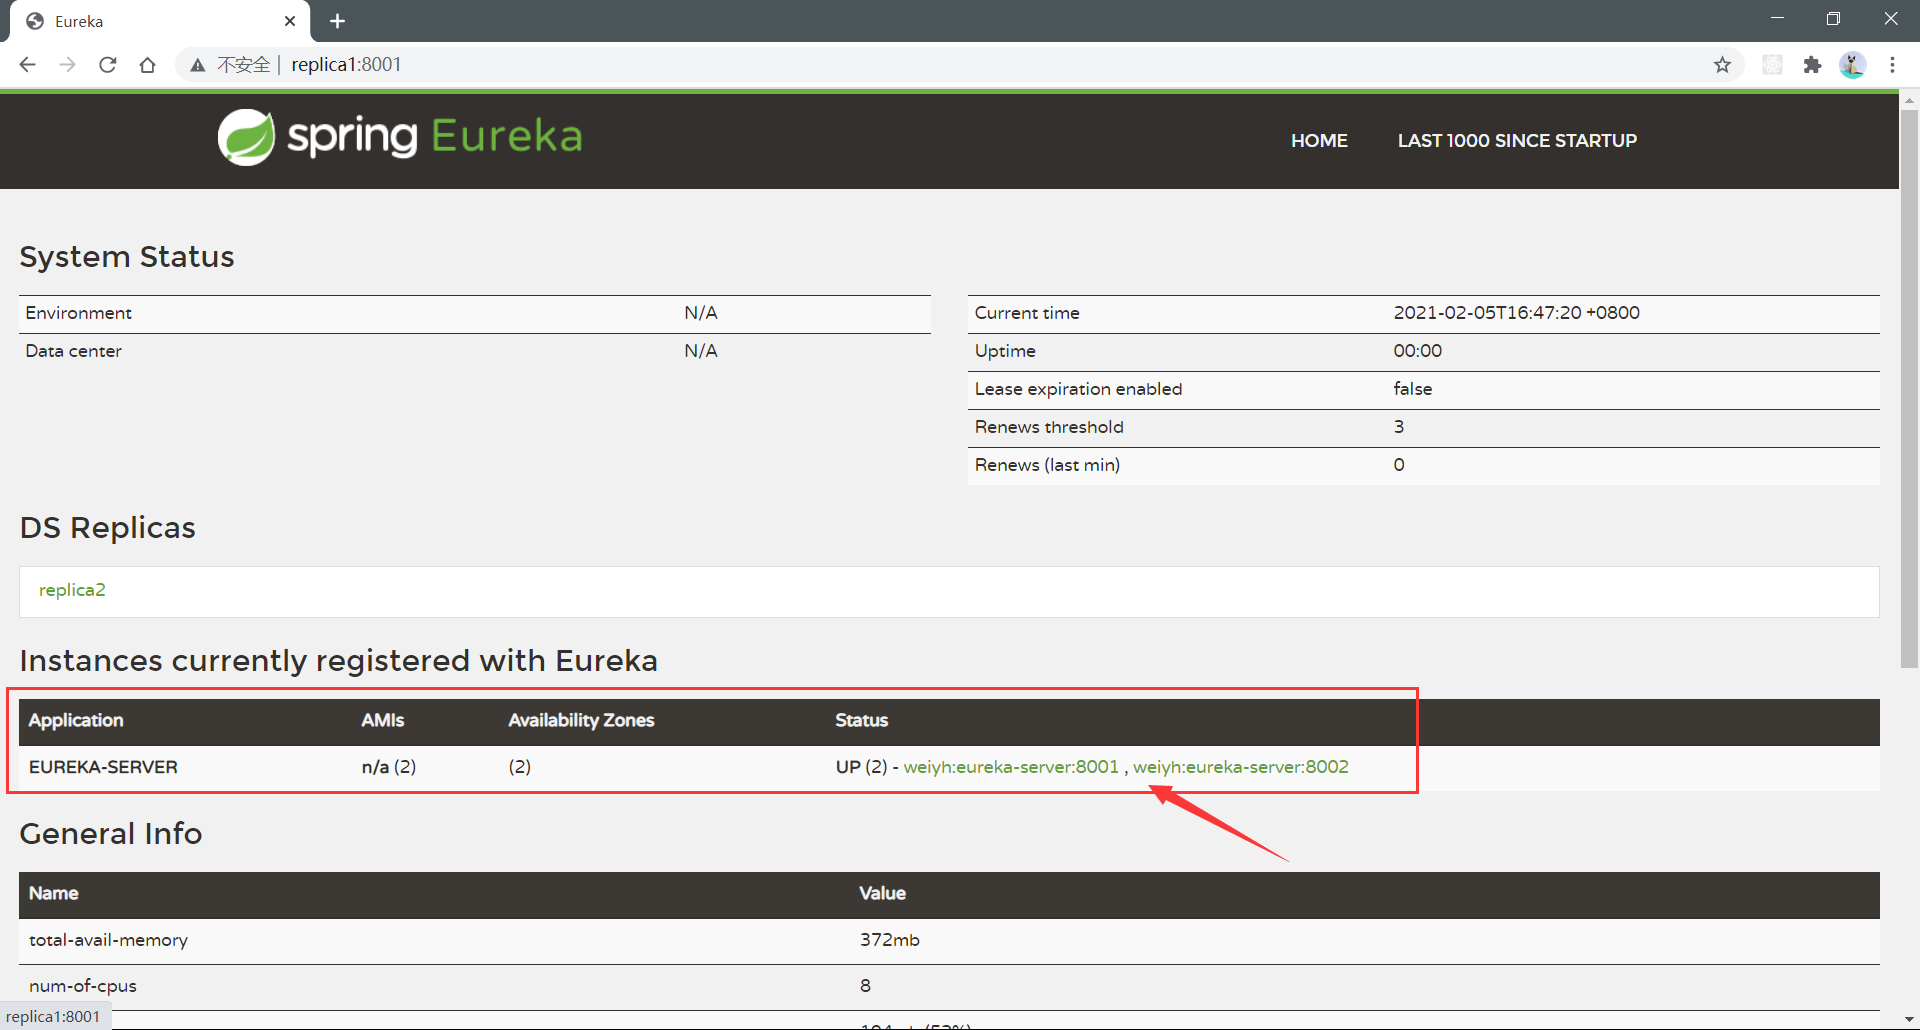 Eureka
不安全 | replica1:8001
spring Eureka
HOME LAST 1000 SINCE STARTUP
System Status
Environment N/A
Data center N/A
Current time 2021-02-05T16:47:20 +0800
Uptime 00:00
Lease expiration enabled false
Renews threshold 3
Renews (last min) 0
DS Replicas
replica2
Instances currently registered with Eureka
Application AMIs Availability Zones Status
EUREKA-SERVER n/a (2) (2) UP (2) - weiyh:eureka-server:8001 , weiyh:eureka-server:8002
General Info
Name Value
total-avail-memory 372mb
num-of-cpus 8
replica1:8001